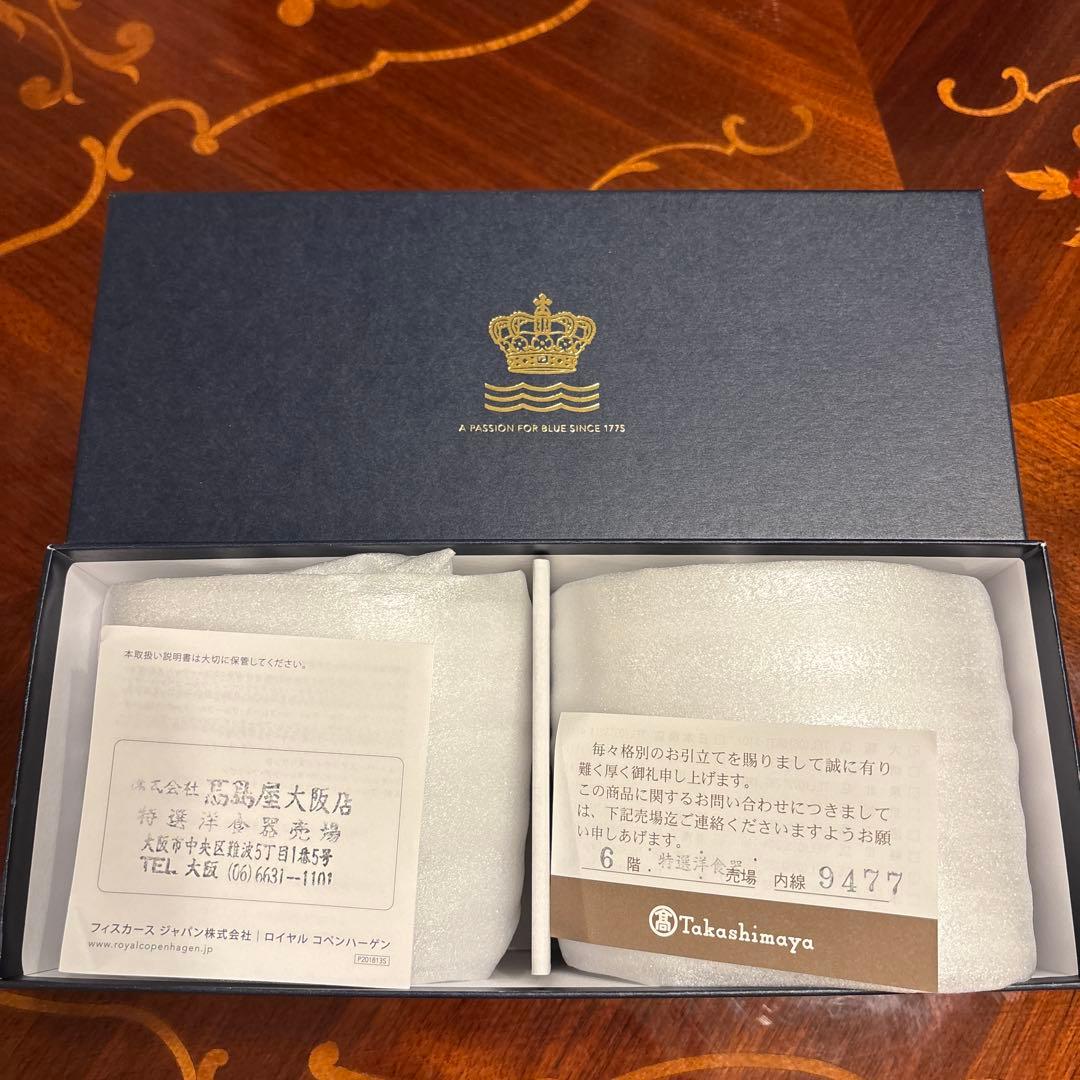 A PASSION FOR BLUE SINCE 1775
本取扱い説明書は大切に保管してください。
株式会社 髙島屋大阪店
特選洋食器売場
大阪市中央区難波5丁目1番5号
TEL. 大阪 (06)6631-1101
フィスカース ジャパン株式会社 | ロイヤル コペンハーゲン
www.royalcopenhagen.jp
P201813S
毎々格別のお引立てを賜りまして誠に有り
難く厚く御礼申し上げます。
この商品に関するお問い合わせにつきまして
は、下記売場迄ご連絡くださいますようお願
い申しあげます。
6 階 特選洋食器 売場 内線 9477
髙 Takashimaya